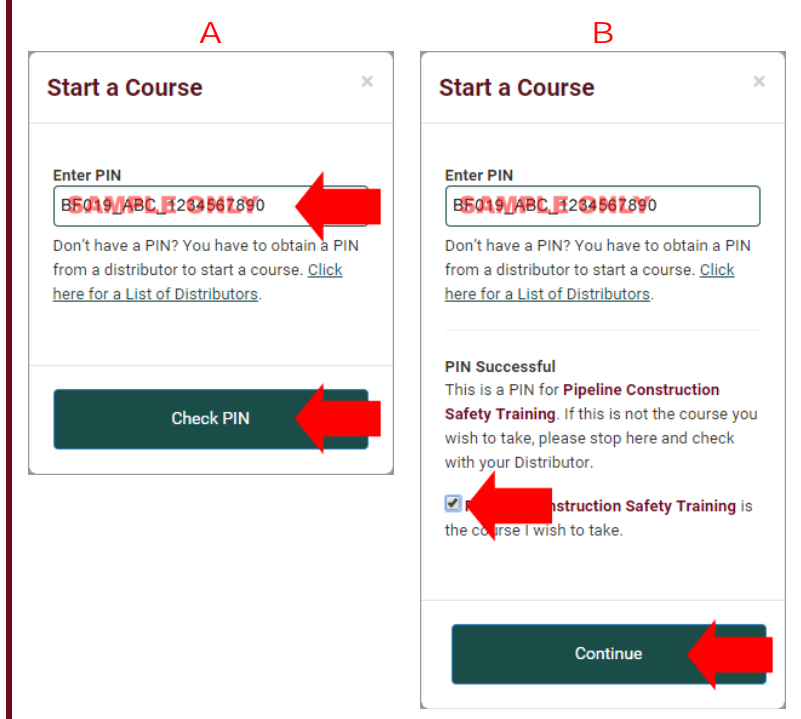 A
Start a Course
×
Enter PIN
BF019_ABC_1234567890
SAMPLE ONLY
Don't have a PIN? You have to obtain a PIN
from a distributor to start a course. Click
here for a List of Distributors.
Check PIN
B
Start a Course
×
Enter PIN
BF019_ABC_1234567890
SAMPLE ONLY
Don't have a PIN? You have to obtain a PIN
from a distributor to start a course. Click
here for a List of Distributors.
PIN Successful
This is a PIN for Pipeline Construction
Safety Training. If this is not the course you
wish to take, please stop here and check
with your Distributor.
nstruction Safety Training is
the course I wish to take.
Continue